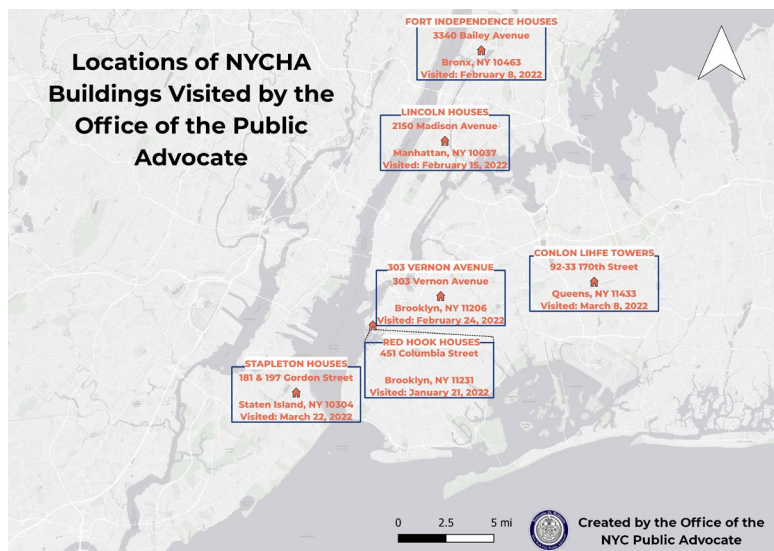 Locations of NYCHA
Buildings Visited by the
Office of the Public
Advocate
FORT INDEPENDENCE HOUSES
3340 Bailey Avenue
Bronx, NY 10463
Visited: February 8, 2022
LINCOLN HOUSES
2150 Madison Avenue
Manhattan, NY 10037
Visited: February 15, 2022
303 VERNON AVENUE
303 Vernon Avenue
Brooklyn, NY 11206
Visited: February 24, 2022
CONLON LIHFE TOWERS
92-33 170th Street
Queens, NY 11433
Visited: March 8, 2022
RED HOOK HOUSES
451 Columbia Street
Brooklyn, NY 11231
Visited: January 21, 2022
STAPLETON HOUSES
181 & 197 Gordon Street
Staten Island, NY 10304
Visited: March 22, 2022
0 2.5 5 mi
Created by the Office of the
NYC Public Advocate